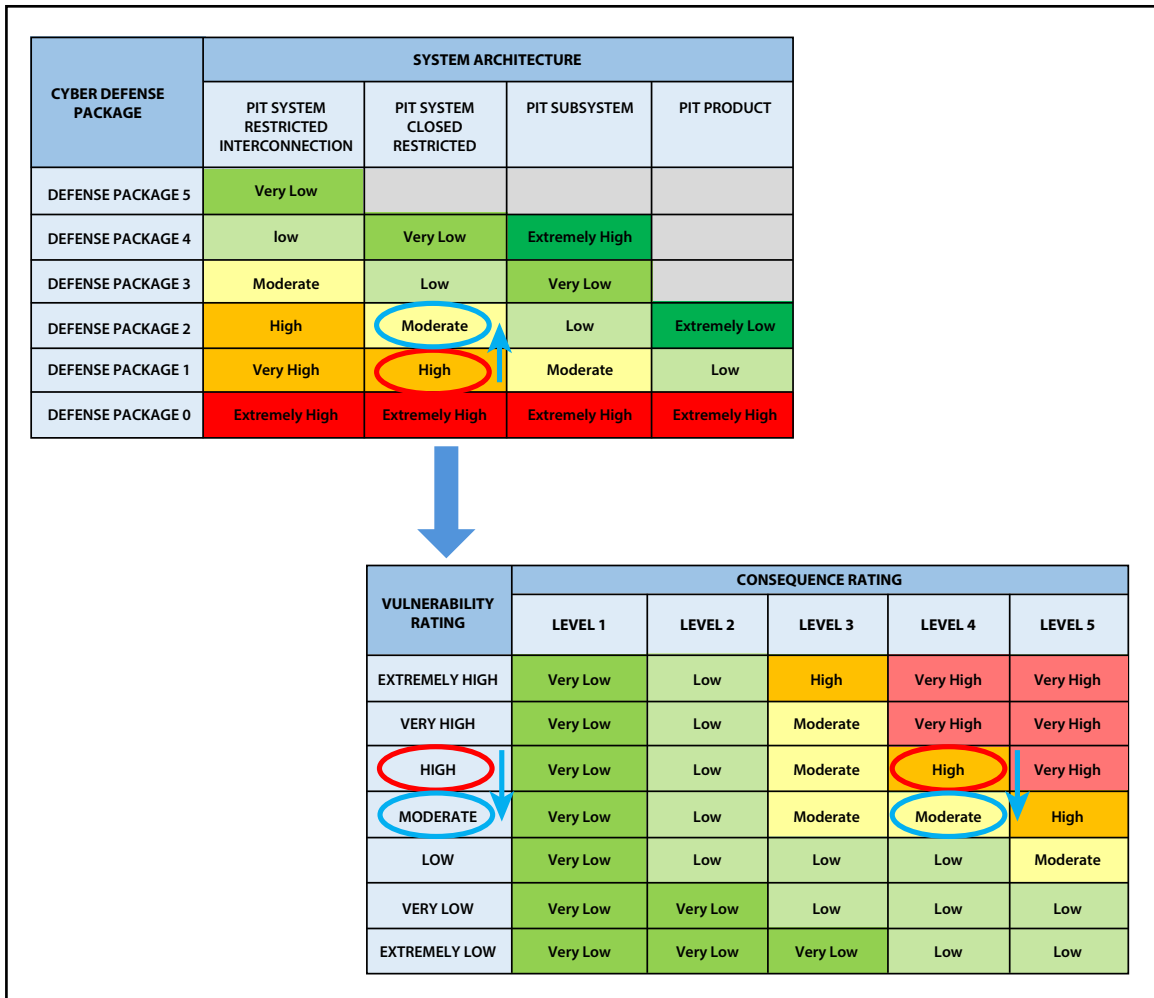 CYBER DEFENSE
PACKAGE
SYSTEM ARCHITECTURE
PIT SYSTEM
RESTRICTED
INTERCONNECTION
PIT SYSTEM
CLOSED
RESTRICTED
PIT SUBSYSTEM
PIT PRODUCT
DEFENSE PACKAGE 5
Very Low
DEFENSE PACKAGE 4
low
Very Low
Extremely High
DEFENSE PACKAGE 3
Moderate
Low
Very Low
DEFENSE PACKAGE 2
High
Moderate
Low
Extremely Low
DEFENSE PACKAGE 1
Very High
High
Moderate
Low
DEFENSE PACKAGE 0
Extremely High
Extremely High
Extremely High
Extremely High
VULNERABILITY
RATING
CONSEQUENCE RATING
LEVEL 1
LEVEL 2
LEVEL 3
LEVEL 4
LEVEL 5
EXTREMELY HIGH
Very Low
Low
High
Very High
Very High
VERY HIGH
Very Low
Low
Moderate
Very High
Very High
HIGH
Very Low
Low
Moderate
High
Very High
MODERATE
Very Low
Low
Moderate
Moderate
High
LOW
Very Low
Low
Low
Low
Moderate
VERY LOW
Very Low
Very Low
Low
Low
Low
EXTREMELY LOW
Very Low
Very Low
Very Low
Low
Low